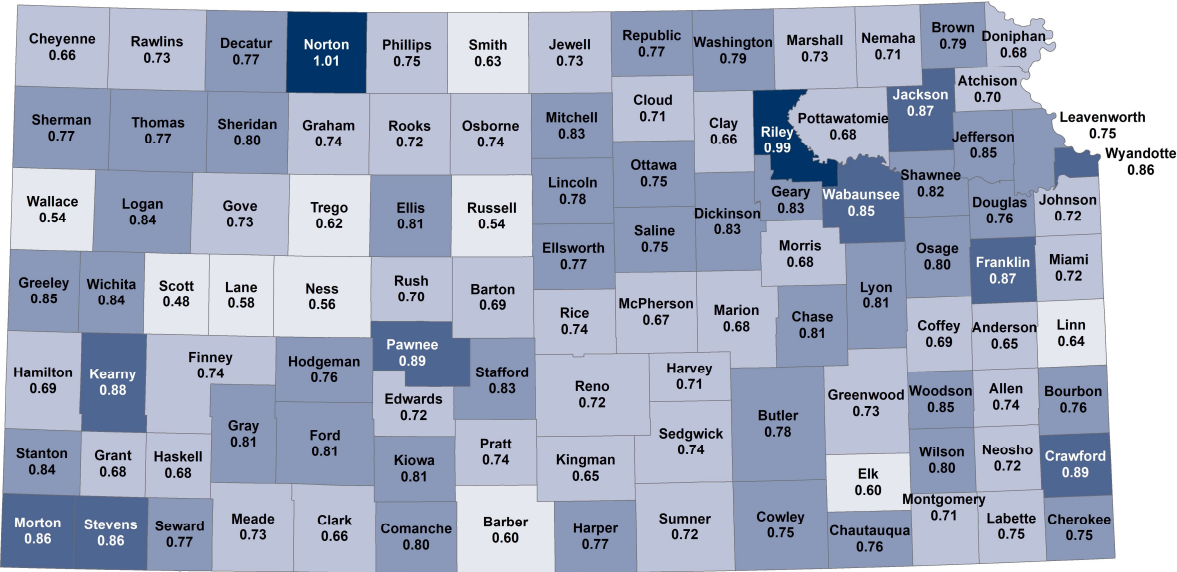 Cheyenne
0.66
Rawlins
0.73
Decatur
0.77
Norton
1.01
Phillips
0.75
Smith
0.63
Jewell
0.73
Republic
0.77
Washington
0.79
Marshall
0.73
Nemaha
0.71
Brown
0.79
Doniphan
0.68
Sherman
0.77
Thomas
0.77
Sheridan
0.80
Graham
0.74
Rooks
0.72
Osborne
0.74
Mitchell
0.83
Cloud
0.71
Clay
0.66
Riley
0.99
Pottawatomie
0.68
Jackson
0.87
Atchison
0.70
Jefferson
0.85
Leavenworth
0.75
Wyandotte
0.86
Wallace
0.54
Logan
0.84
Gove
0.73
Trego
0.62
Ellis
0.81
Russell
0.54
Lincoln
0.78
Ottawa
0.75
Dickinson
0.83
Geary
0.83
Wabaunsee
0.85
Shawnee
0.82
Douglas
0.76
Johnson
0.72
Ellsworth
0.77
Saline
0.75
Morris
0.68
Osage
0.80
Franklin
0.87
Miami
0.72
Greeley
0.85
Wichita
0.84
Scott
0.48
Lane
0.58
Ness
0.56
Rush
0.70
Barton
0.69
Rice
0.74
McPherson
0.67
Marion
0.68
Chase
0.81
Lyon
0.81
Coffey
0.69
Anderson
0.65
Linn
0.64
Hamilton
0.69
Kearny
0.88
Finney
0.74
Hodgeman
0.76
Pawnee
0.89
Stafford
0.83
Edwards
0.72
Reno
0.72
Harvey
0.71
Butler
0.78
Greenwood
0.73
Woodson
0.85
Allen
0.74
Bourbon
0.76
Gray
0.81
Ford
0.81
Kiowa
0.81
Pratt
0.74
Kingman
0.65
Sedgwick
0.74
Elk
0.60
Wilson
0.80
Neosho
0.72
Crawford
0.89
Stanton
0.84
Grant
0.68
Haskell
0.68
Morton
0.86
Stevens
0.86
Seward
0.77
Meade
0.73
Clark
0.66
Comanche
0.80
Barber
0.60
Harper
0.77
Sumner
0.72
Cowley
0.75
Chautauqua
0.76
Montgomery
0.71
Labette
0.75
Cherokee
0.75